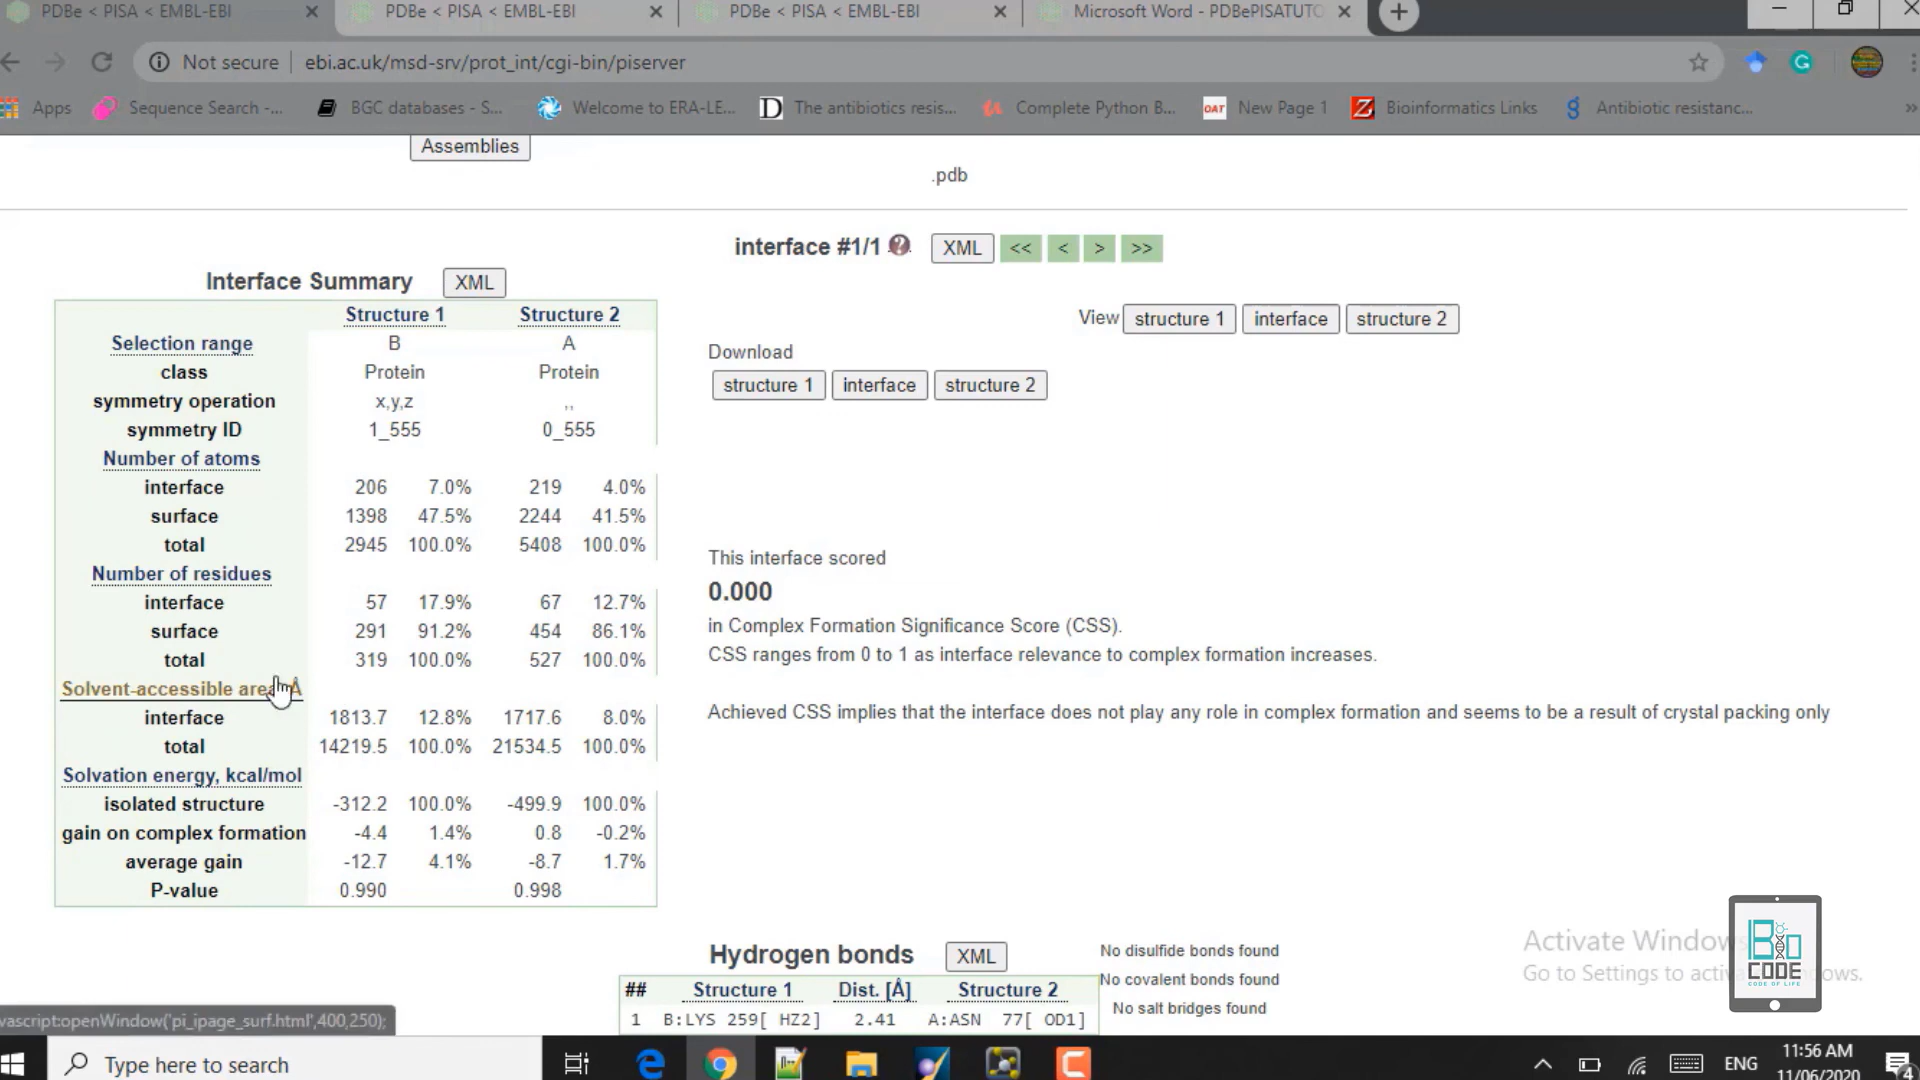 PDBe < PISA < EMBL-EBI
PDBe < PISA < EMBL-EBI
PDBe < PISA < EMBL-EBI
Microsoft Word - PDBePISATUTO
Not secure
ebi.ac.uk/msd-srv/prot_int/cgi-bin/piserver
Apps
Sequence Search -...
BGC databases - S...
Welcome to ERA-LE...
The antibiotics resis...
Complete Python B...
OAT
New Page 1
Bioinformatics Links
Antibiotic resistanc...
Assemblies
.pdb
interface #1/1 XML << < > >>
Interface Summary XML
Structure 1 Structure 2
Selection range B A
class Protein Protein
symmetry operation x,y,z ,,
symmetry ID 1_555 0_555
Number of atoms
interface 206 7.0% 219 4.0%
surface 1398 47.5% 2244 41.5%
total 2945 100.0% 5408 100.0%
Number of residues
interface 57 17.9% 67 12.7%
surface 291 91.2% 454 86.1%
total 319 100.0% 527 100.0%
Solvent-accessible area Å
interface 1813.7 12.8% 1717.6 8.0%
total 14219.5 100.0% 21534.5 100.0%
Solvation energy, kcal/mol
isolated structure -312.2 100.0% -499.9 100.0%
gain on complex formation -4.4 1.4% 0.8 -0.2%
average gain -12.7 4.1% -8.7 1.7%
P-value 0.990 0.998
View structure 1 interface structure 2
Download
structure 1 interface structure 2
This interface scored
0.000
in Complex Formation Significance Score (CSS).
CSS ranges from 0 to 1 as interface relevance to complex formation increases.
Achieved CSS implies that the interface does not play any role in complex formation and seems to be a result of crystal packing only
Hydrogen bonds XML
## Structure 1 Dist. [Å] Structure 2
1 B:LYS 259[ HZ2] 2.41 A:ASN 77[ OD1]
No disulfide bonds found
No covalent bonds found
No salt bridges found
Activate Window
Go to Settings to activ ows.
Bio
CODE
CODE OF LIFE
vascript:openWindow('pi_ipage_surf.html',400,250);
Type here to search
ENG
11:56 AM
11/06/2020
4